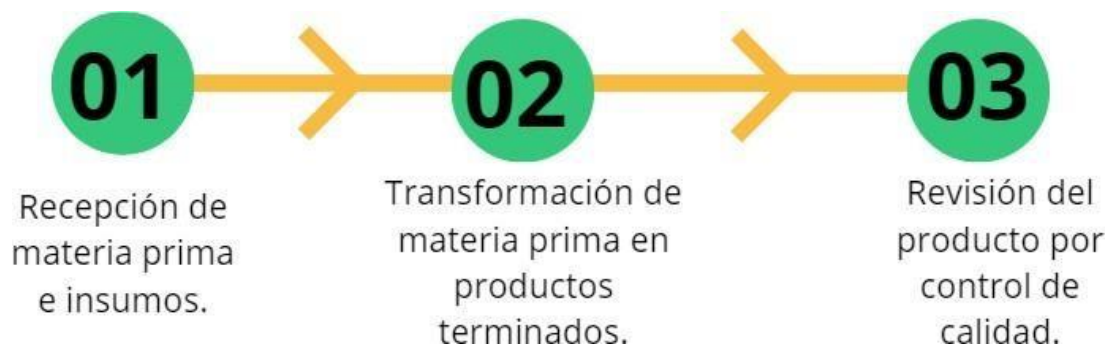 01
Recepción de
materia prima
e insumos.
02
Transformación de
materia prima en
productos
terminados.
03
Revisión del
producto por
control de
calidad.